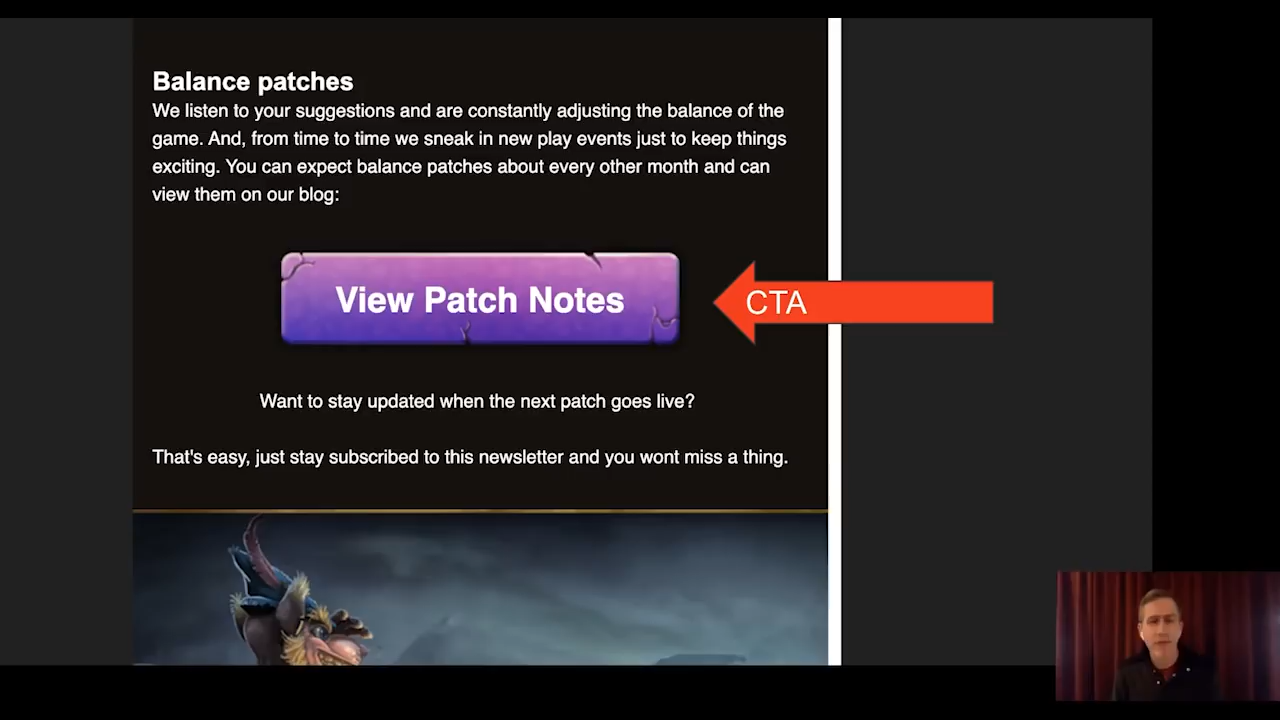 Balance patches
We listen to your suggestions and are constantly adjusting the balance of the
game. And, from time to time we sneak in new play events just to keep things
exciting. You can expect balance patches about every other month and can
view them on our blog:
View Patch Notes
CTA
Want to stay updated when the next patch goes live?
That's easy, just stay subscribed to this newsletter and you wont miss a thing.